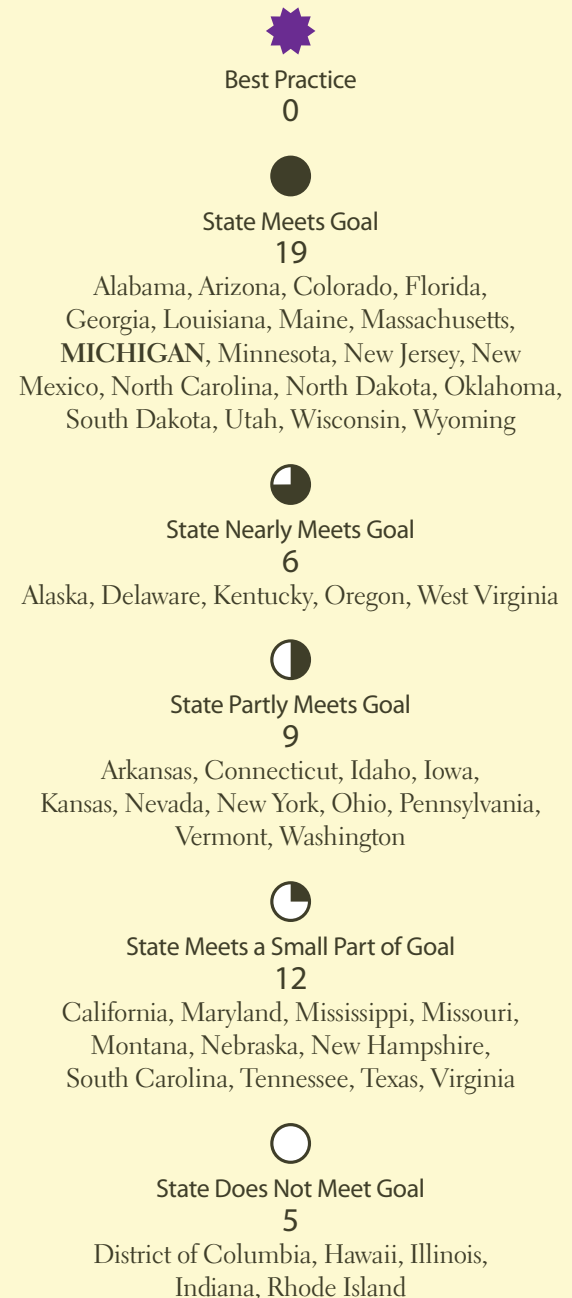 Best Practice
0
State Meets Goal
19
Alabama, Arizona, Colorado, Florida,
Georgia, Louisiana, Maine, Massachusetts,
MICHIGAN, Minnesota, New Jersey, New
Mexico, North Carolina, North Dakota, Oklahoma,
South Dakota, Utah, Wisconsin, Wyoming
State Nearly Meets Goal
6
Alaska, Delaware, Kentucky, Oregon, West Virginia
State Partly Meets Goal
9
Arkansas, Connecticut, Idaho, Iowa,
Kansas, Nevada, New York, Ohio, Pennsylvania,
Vermont, Washington
State Meets a Small Part of Goal
12
California, Maryland, Mississippi, Missouri,
Montana, Nebraska, New Hampshire,
South Carolina, Tennessee, Texas, Virginia
State Does Not Meet Goal
5
District of Columbia, Hawaii, Illinois,
Indiana, Rhode Island